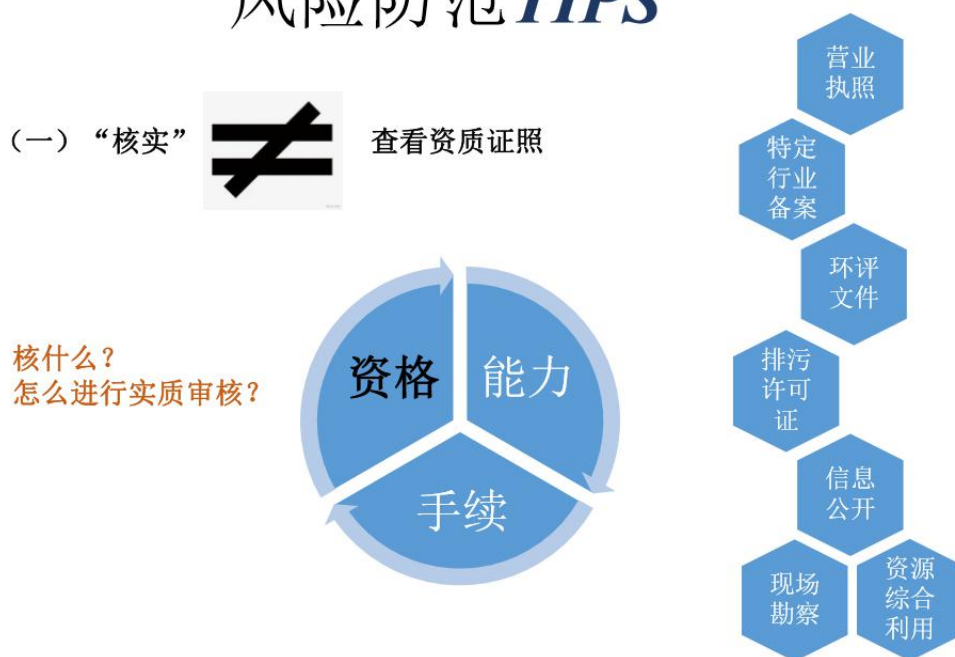 风险防范TIPS
（一）“核实”
查看资质证照
核什么？
怎么进行实质审核？
资格
能力
手续
营业
执照
特定
行业
备案
环评
文件
排污
许可
证
信息
公开
现场
勘察
资源
综合
利用